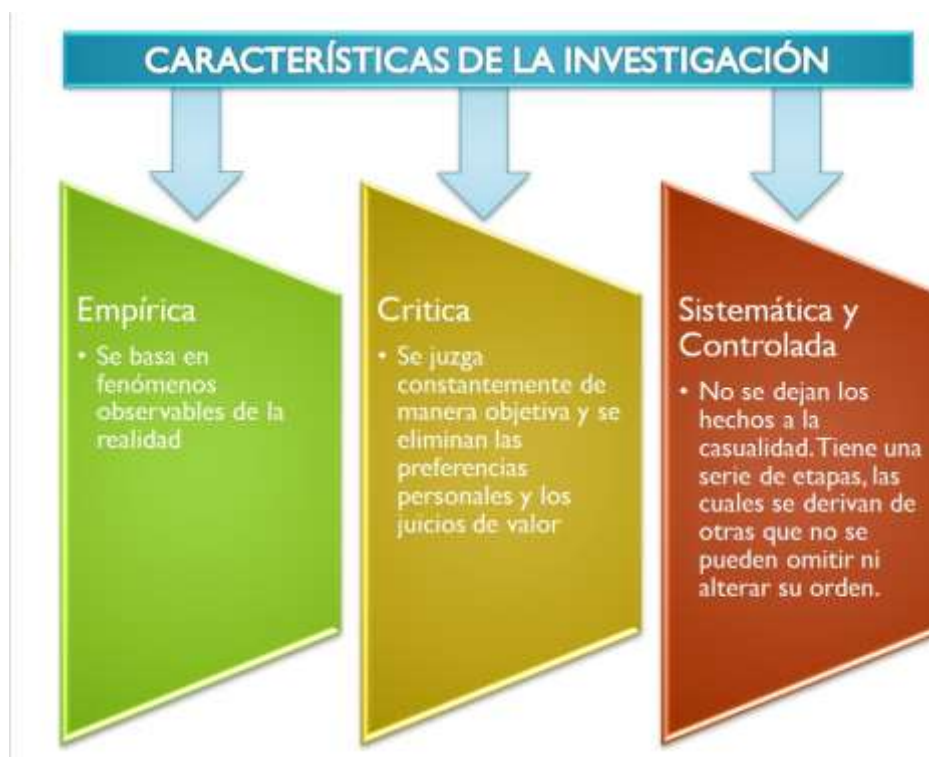 CARACTERÍSTICAS DE LA INVESTIGACIÓN
Empírica
• Se basa en
fenómenos
observables de la
realidad
Critica
• Se juzga
constantemente de
manera objetiva y se
eliminan las
preferencias
personales y los
juicios de valor
Sistemática y
Controlada
• No se dejan los
hechos a la
casualidad. Tiene una
serie de etapas, las
cuales se derivan de
otras que no se
pueden omitir ni
alterar su orden.